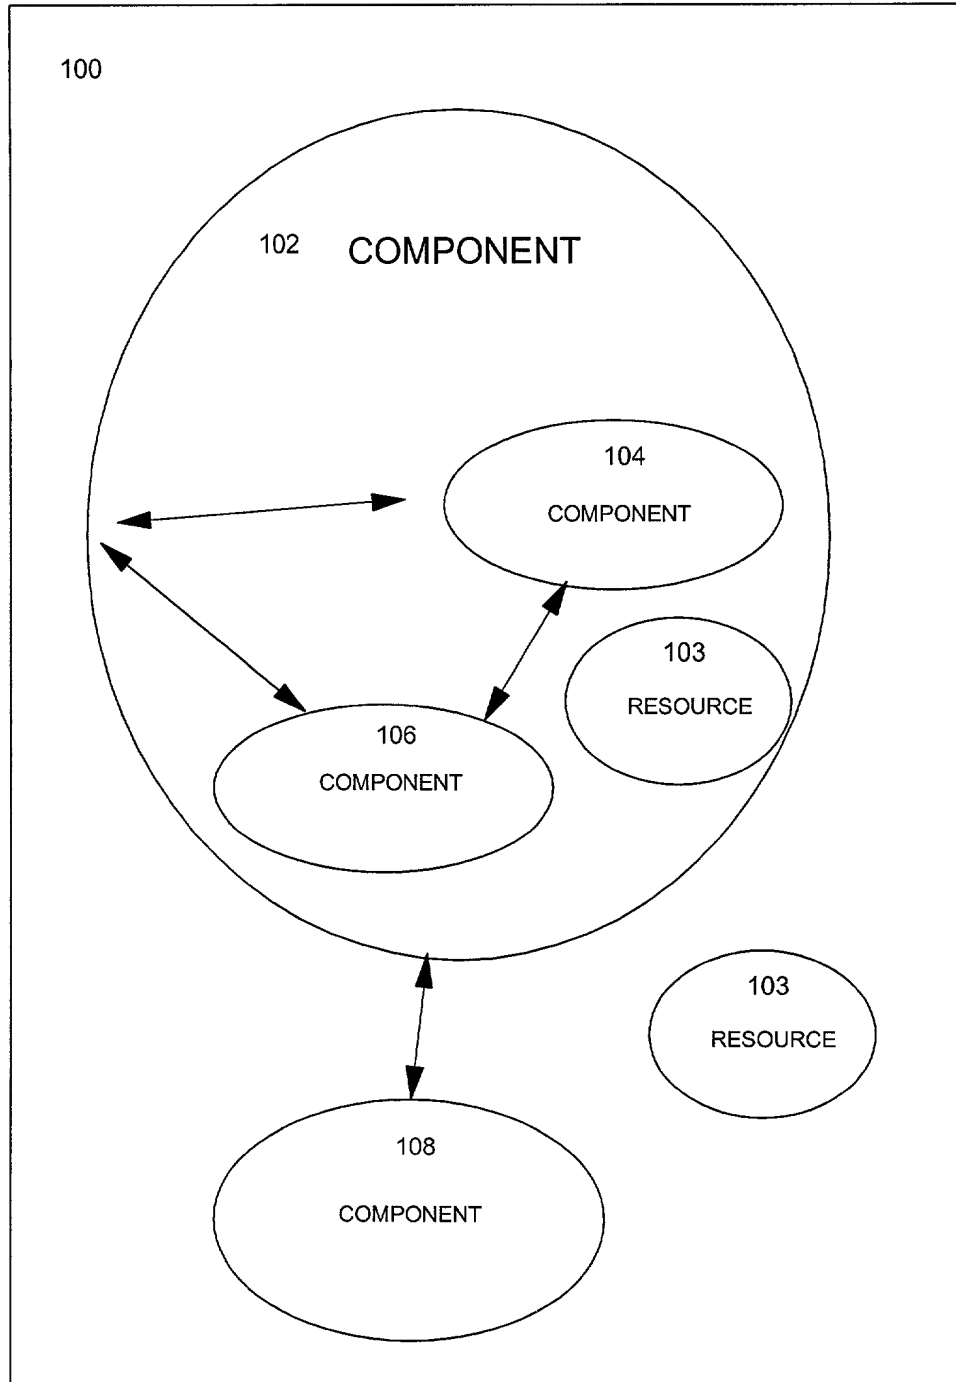 100
102 COMPONENT
104
COMPONENT
103
RESOURCE
106
COMPONENT
103
RESOURCE
108
COMPONENT